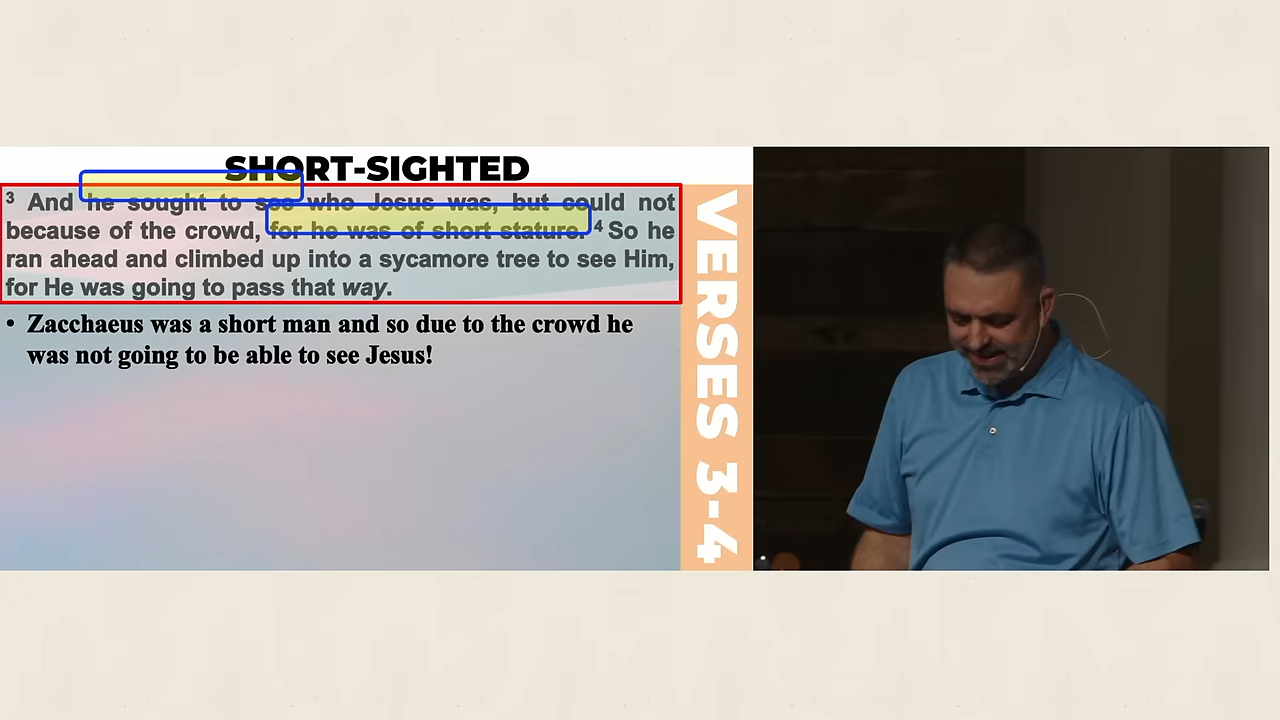 SHORT-SIGHTED
3 And he sought to see who Jesus was, but could not
because of the crowd, for he was of short stature. 4 So he
ran ahead and climbed up into a sycamore tree to see Him,
for He was going to pass that way.
• Zacchaeus was a short man and so due to the crowd he
was not going to be able to see Jesus!
VERSES 3-4